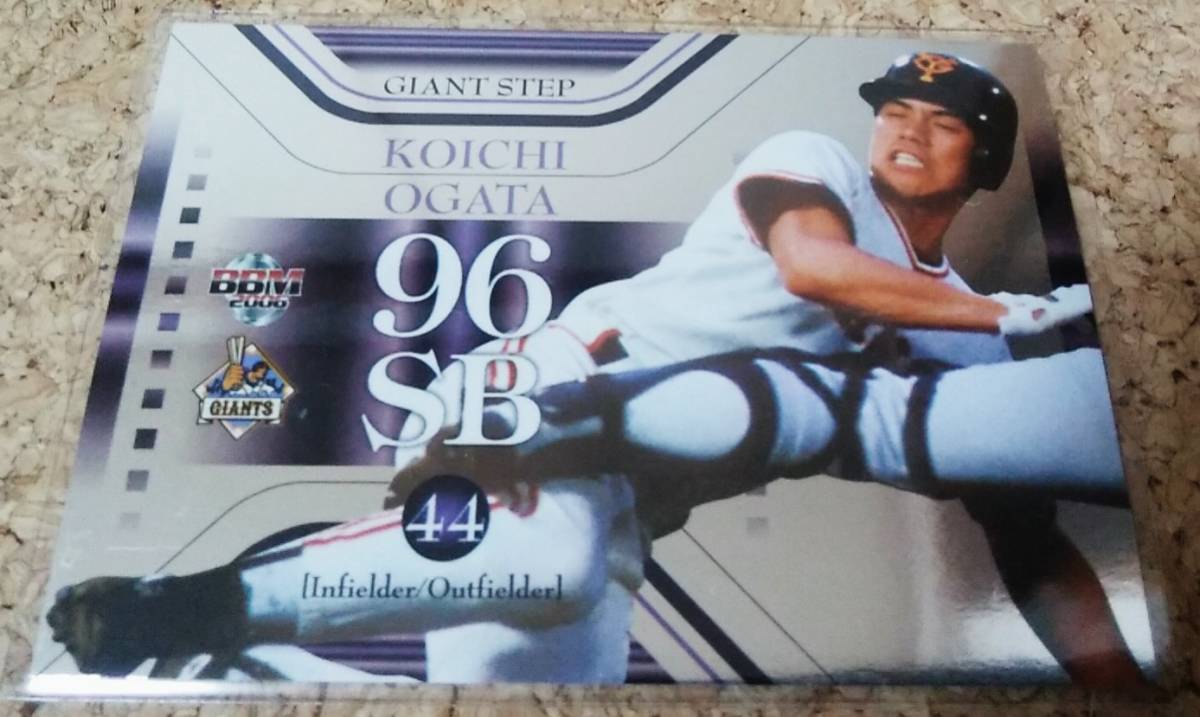 GIANT STEP
KOICHI
OGATA
96
SB
BBM
2006
GIANTS
44
[Infielder/Outfielder]